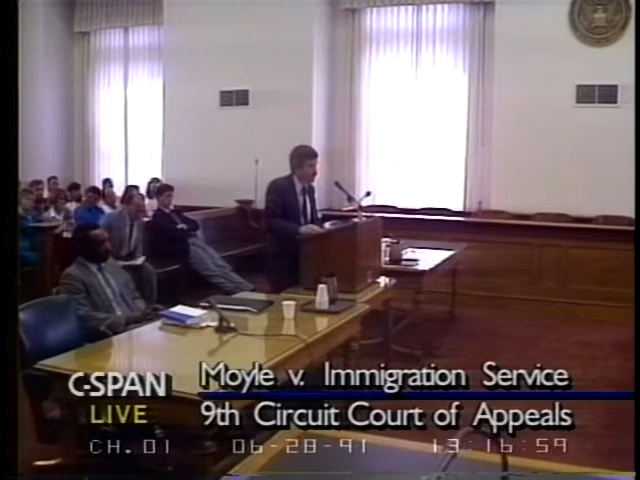 C-SPAN
LIVE
Moyle v. Immigration Service
9th Circuit Court of Appeals
CH. 01 06-28-91 13:16:59